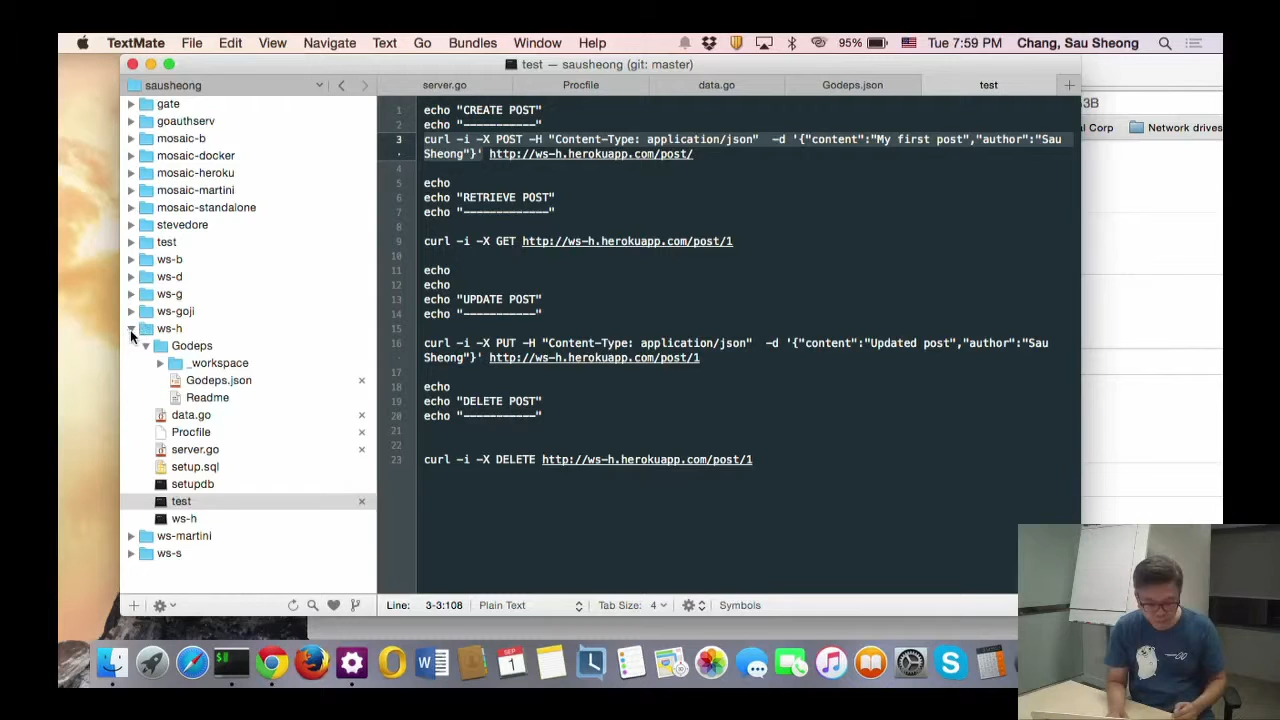 TextMate File Edit View Navigate Text Go Bundles Window Help 95% Tue 7:59 PM Chang, Sau Sheong
test — sausheong (git: master)
sausheong
server.go Procfile data.go Godeps.json test
gate
goauthserv
mosaic-b
mosaic-docker
mosaic-heroku
mosaic-martini
mosaic-standalone
stevedore
test
ws-b
ws-d
ws-g
ws-goji
ws-h
Godeps
_workspace
Godeps.json
Readme
data.go
Procfile
server.go
setup.sql
setupdb
test
ws-h
ws-martini
ws-s
1 echo "CREATE POST"
2 echo "-----------"
3 curl -i -X POST -H "Content-Type: application/json"  -d '{"content":"My first post","author":"Sau
· Sheong"}' http://ws-h.herokuapp.com/post/
4
5 echo
6 echo "RETRIEVE POST"
7 echo "-------------"
8
9 curl -i -X GET http://ws-h.herokuapp.com/post/1
10
11 echo
12 echo
13 echo "UPDATE POST"
14 echo "-----------"
15
16 curl -i -X PUT -H "Content-Type: application/json"  -d '{"content":"Updated post","author":"Sau
· Sheong"}' http://ws-h.herokuapp.com/post/1
17
18 echo
19 echo "DELETE POST"
20 echo "-----------"
21
22
23 curl -i -X DELETE http://ws-h.herokuapp.com/post/1
Line: 3-3:108 Plain Text Tab Size: 4 Symbols
3B
al Corp Network drives
SEP
1